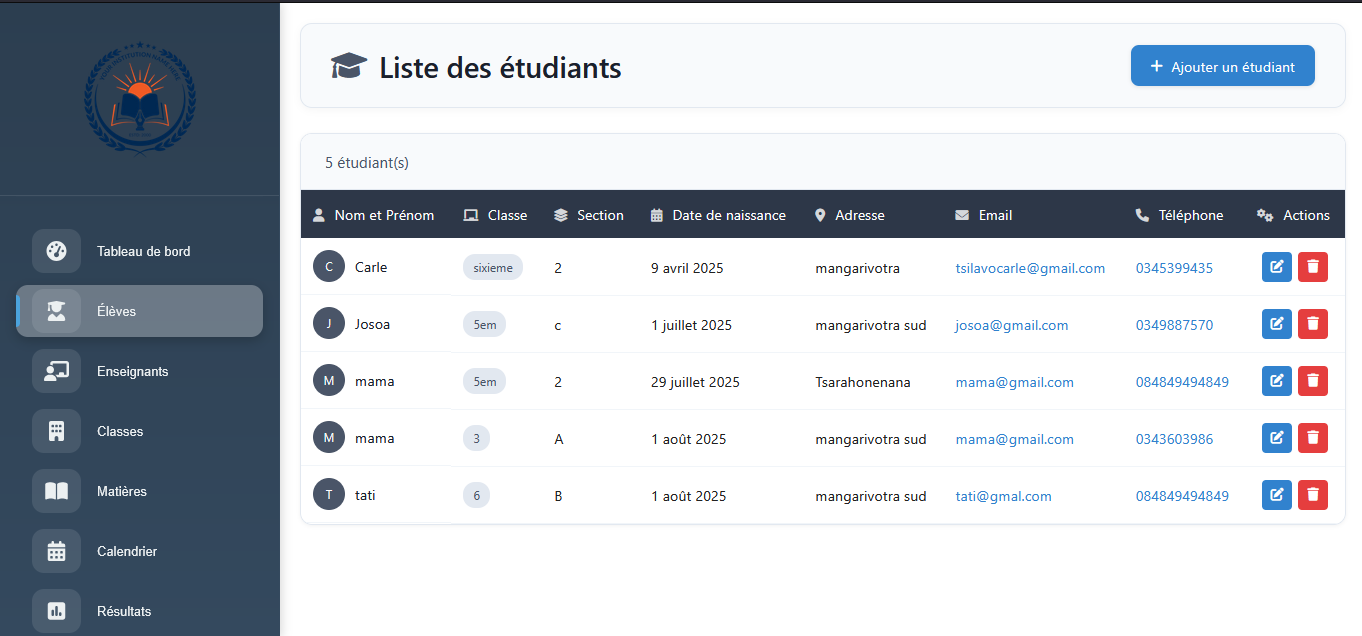 YOUR INSTITUTION NAME HERE
Liste des étudiants
+ Ajouter un étudiant
5 étudiant(s)
Nom et Prénom Classe Section Date de naissance Adresse Email Téléphone Actions
C Carle sixieme 2 9 avril 2025 mangarivotra tsilavocarle@gmail.com 0345399435
J Josoa 5em c 1 juillet 2025 mangarivotra sud josoa@gmail.com 0349887570
M mama 5em 2 29 juillet 2025 Tsarahonenana mama@gmail.com 084849494849
M mama 3 A 1 août 2025 mangarivotra sud mama@gmail.com 0343603986
T tati 6 B 1 août 2025 mangarivotra sud tati@gmal.com 084849494849
Tableau de bord
Élèves
Enseignants
Classes
Matières
Calendrier
Résultats